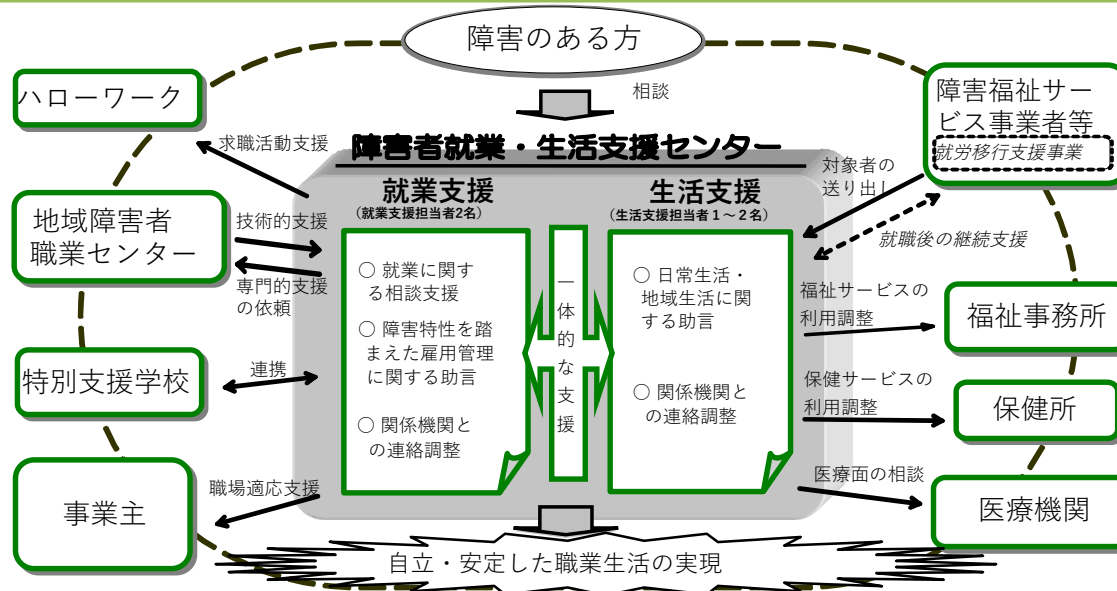 障害のある方
相談
ハローワーク
求職活動支援
地域障害者
職業センター
技術的支援
専門的支援
の依頼
特別支援学校
連携
事業主
職場適応支援
障害者就業・生活支援センター
就業支援
(就業支援担当者2名)
○ 就業に関す
る相談支援
○ 障害特性を踏
まえた雇用管理
に関する助言
○ 関係機関と
の連絡調整
一体的な支援
生活支援
(生活支援担当者1~2名)
○ 日常生活・
地域生活に関
する助言
○ 関係機関と
の連絡調整
障害福祉サー
ビス事業者等
就労移行支援事業
対象者の
送り出し
就職後の継続支援
福祉サービスの
利用調整
福祉事務所
保健サービスの
利用調整
保健所
医療面の相談
医療機関
自立・安定した職業生活の実現